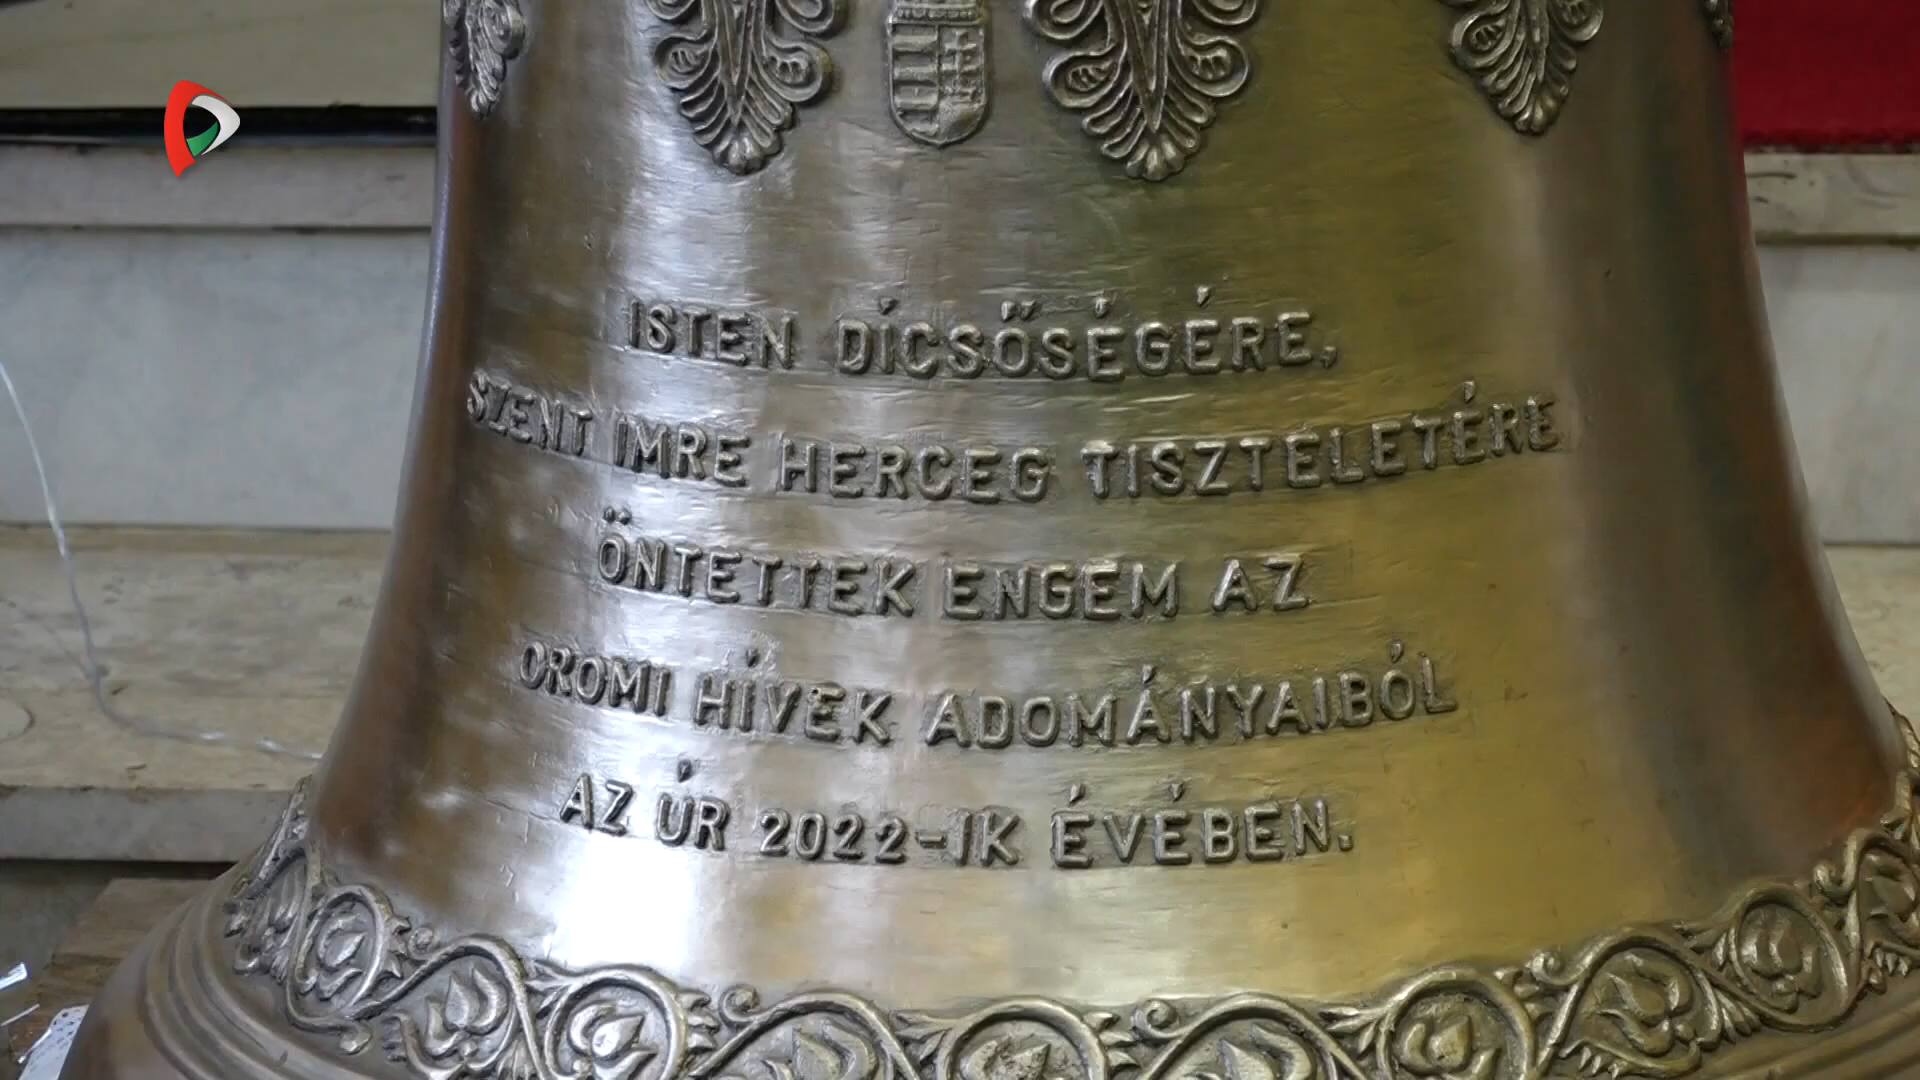 ISTEN DÍCSŐSÉGÉRE,
SZENT IMRE HERCEG TISZTELETÉRE
ÖNTETTEK ENGEM AZ
OROMI HÍVEK ADOMÁNYAIBÓL
AZ ÚR 2022-IK ÉVÉBEN.